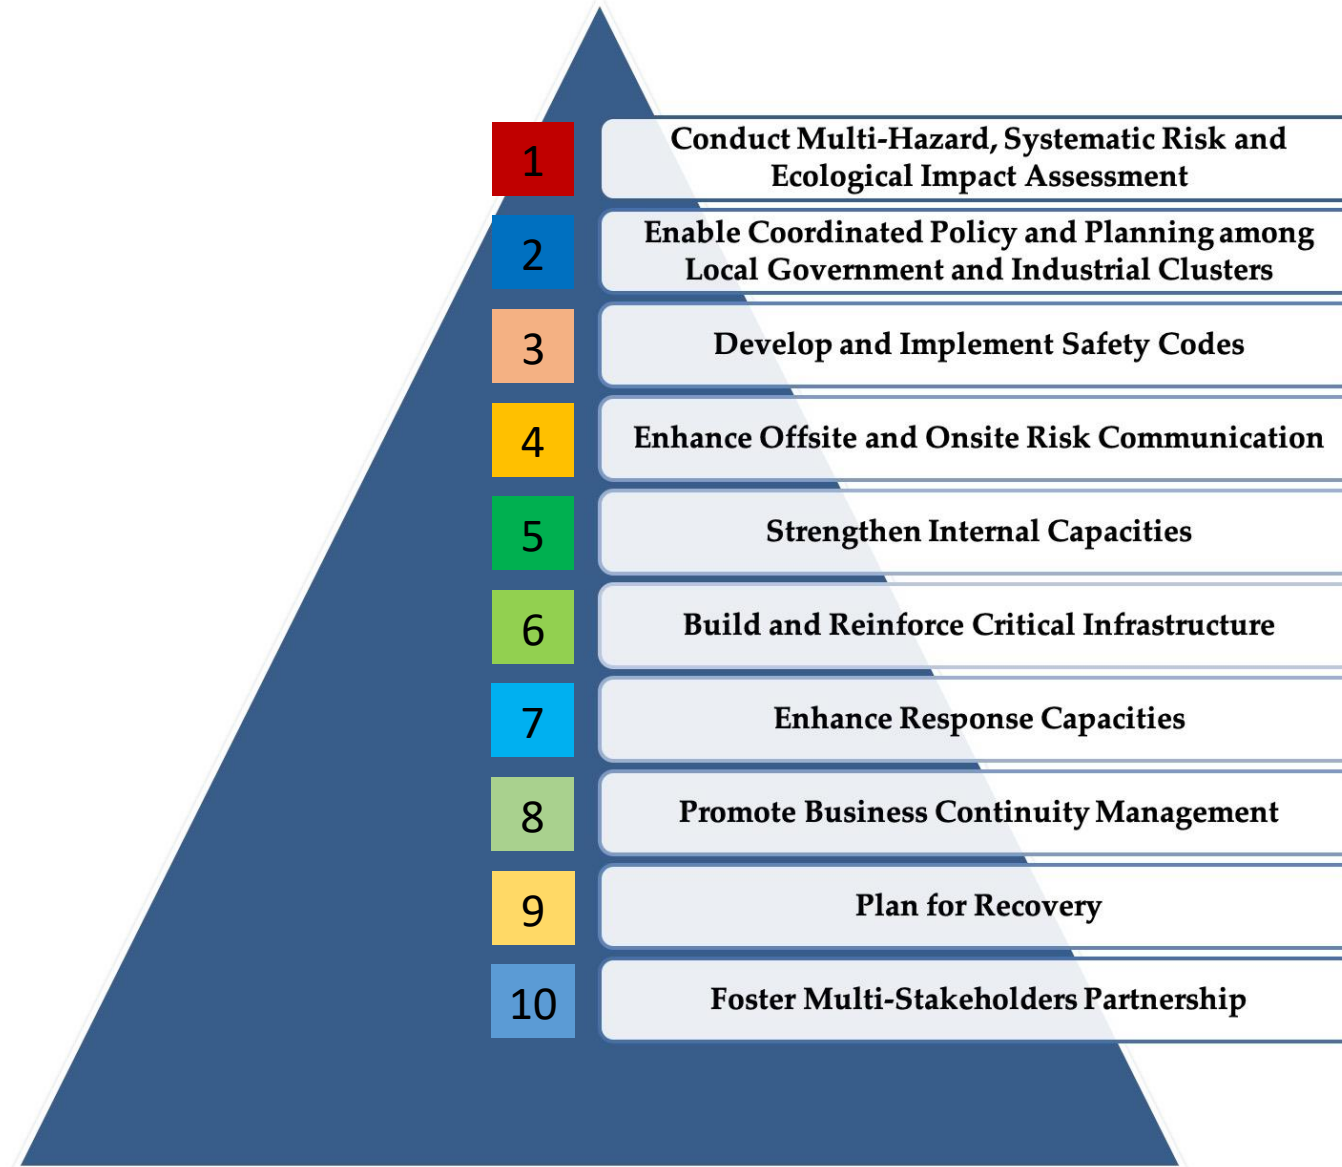 1
Conduct Multi-Hazard, Systematic Risk and
Ecological Impact Assessment
2
Enable Coordinated Policy and Planning among
Local Government and Industrial Clusters
3
Develop and Implement Safety Codes
4
Enhance Offsite and Onsite Risk Communication
5
Strengthen Internal Capacities
6
Build and Reinforce Critical Infrastructure
7
Enhance Response Capacities
8
Promote Business Continuity Management
9
Plan for Recovery
10
Foster Multi-Stakeholders Partnership